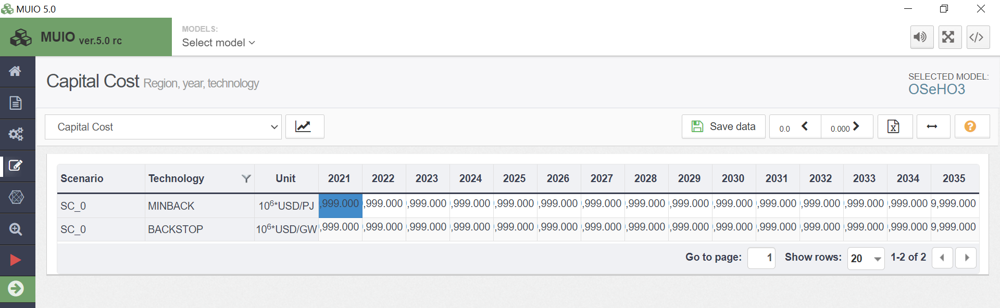 MUIO 5.0
MUIO ver.5.0 rc
MODELS:
Select model
Capital Cost Region, year, technology
SELECTED MODEL:
OSeHO3
Capital Cost
Save data
0.0
0.000
Scenario Technology Unit 2021 2022 2023 2024 2025 2026 2027 2028 2029 2030 2031 2032 2033 2034 2035
SC_0 MINBACK 10⁶*USD/PJ ,999.000 ,999.000 ,999.000 ,999.000 ,999.000 ,999.000 ,999.000 ,999.000 ,999.000 ,999.000 ,999.000 ,999.000 ,999.000 ,999.000 9,999.000
SC_0 BACKSTOP 10⁶*USD/GW ,999.000 ,999.000 ,999.000 ,999.000 ,999.000 ,999.000 ,999.000 ,999.000 ,999.000 ,999.000 ,999.000 ,999.000 ,999.000 ,999.000 9,999.000
Go to page: 1 Show rows: 20 1-2 of 2